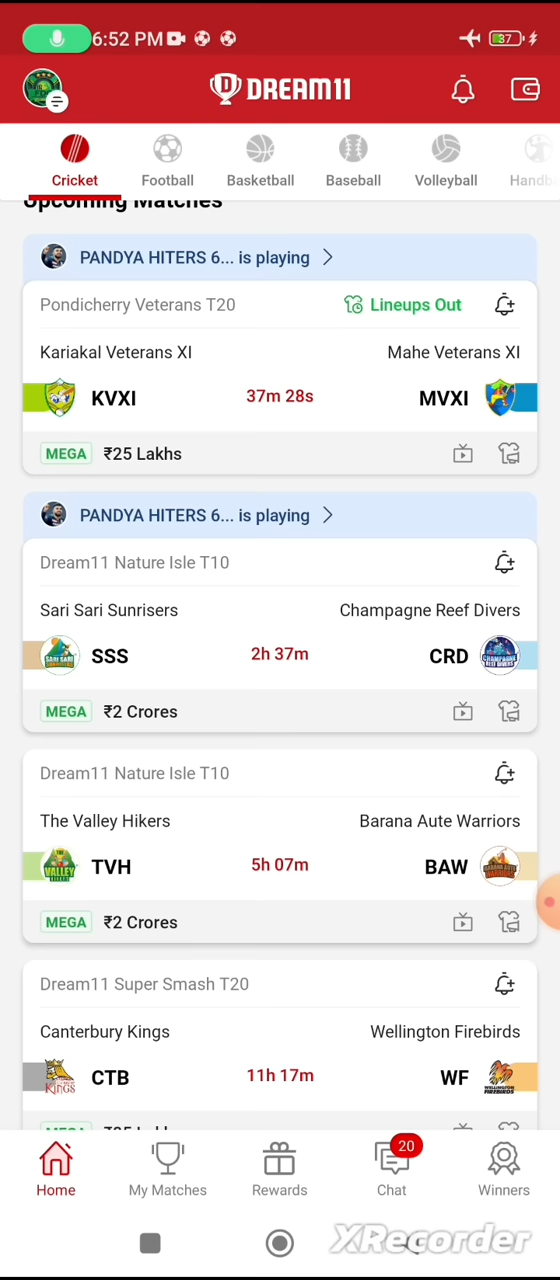 6:52 PM
37
DREAM11
Cricket
Football
Basketball
Baseball
Volleyball
Handb
Upcoming Matches
PANDYA HITERS 6... is playing
Pondicherry Veterans T20
Lineups Out
Kariakal Veterans XI
Mahe Veterans XI
KVXI
37m 28s
MVXI
MEGA ₹25 Lakhs
PANDYA HITERS 6... is playing
Dream11 Nature Isle T10
Sari Sari Sunrisers
Champagne Reef Divers
SSS
2h 37m
CRD
MEGA ₹2 Crores
Dream11 Nature Isle T10
The Valley Hikers
Barana Aute Warriors
TVH
5h 07m
BAW
MEGA ₹2 Crores
Dream11 Super Smash T20
Canterbury Kings
Wellington Firebirds
CTB
11h 17m
WF
MEGA
20
Home
My Matches
Rewards
Chat
Winners
XRecorder